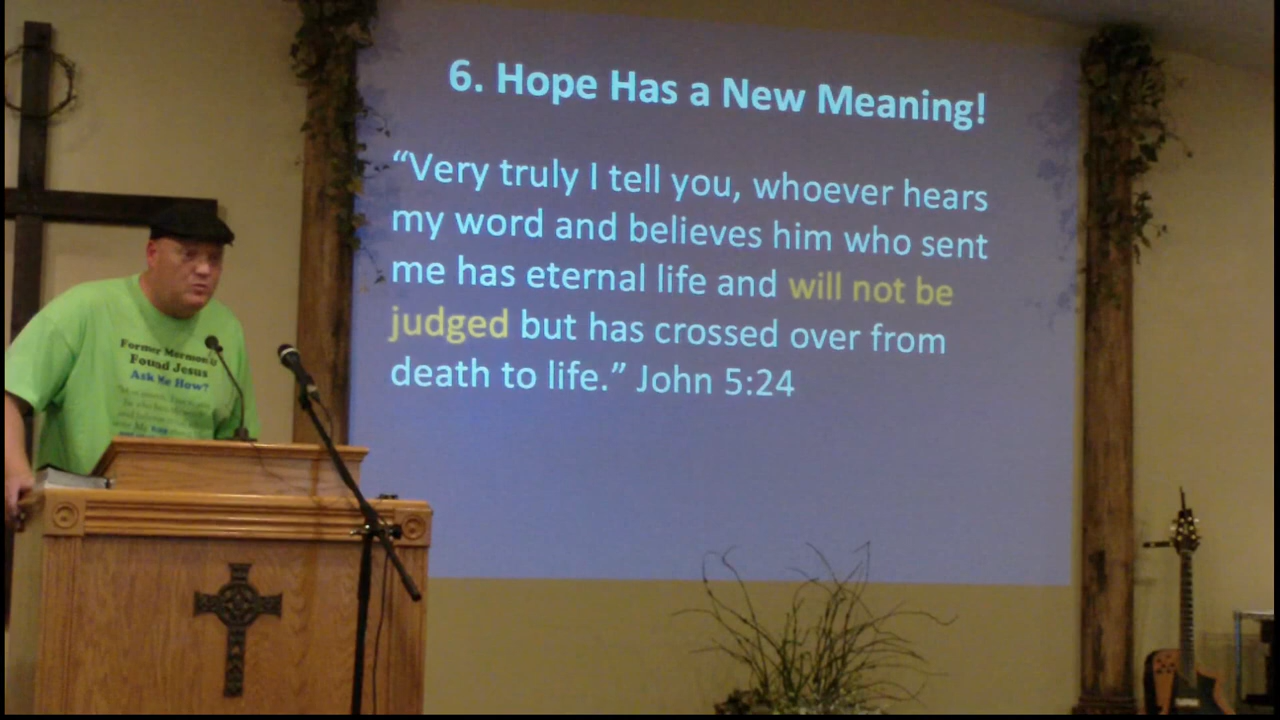 6. Hope Has a New Meaning!
“Very truly I tell you, whoever hears
my word and believes him who sent
me has eternal life and will not be
judged but has crossed over from
death to life.” John 5:24
Former Mormon
Found Jesus
Ask Me How?